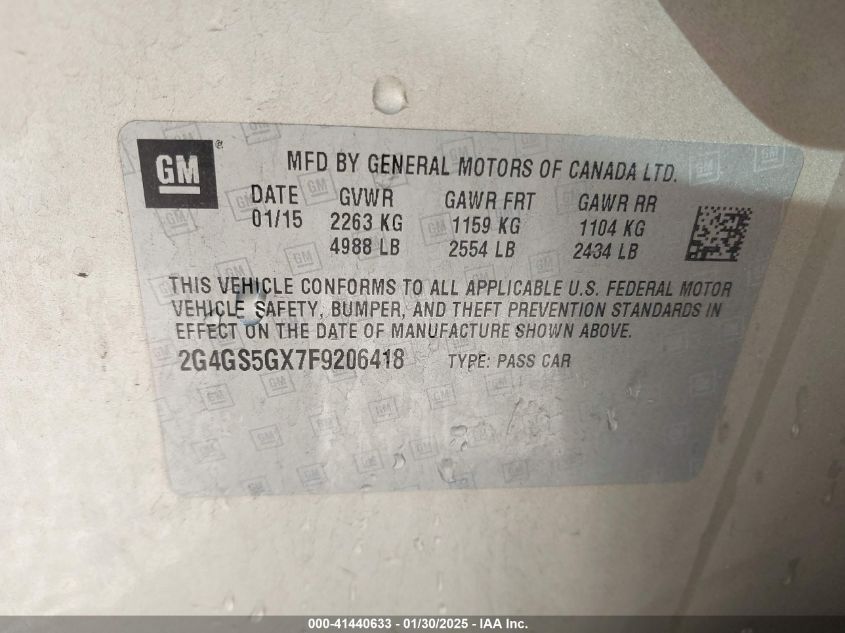 GM ®
MFD BY GENERAL MOTORS OF CANADA LTD.
DATE GVWR GAWR FRT GAWR RR
01/15 2263 KG 1159 KG 1104 KG
4988 LB 2554 LB 2434 LB
THIS VEHICLE CONFORMS TO ALL APPLICABLE U.S. FEDERAL MOTOR
VEHICLE SAFETY, BUMPER, AND THEFT PREVENTION STANDARDS IN
EFFECT ON THE DATE OF MANUFACTURE SHOWN ABOVE.
2G4GS5GX7F9206418 TYPE: PASS CAR
000-41440633 - 01/30/2025 - IAA Inc.